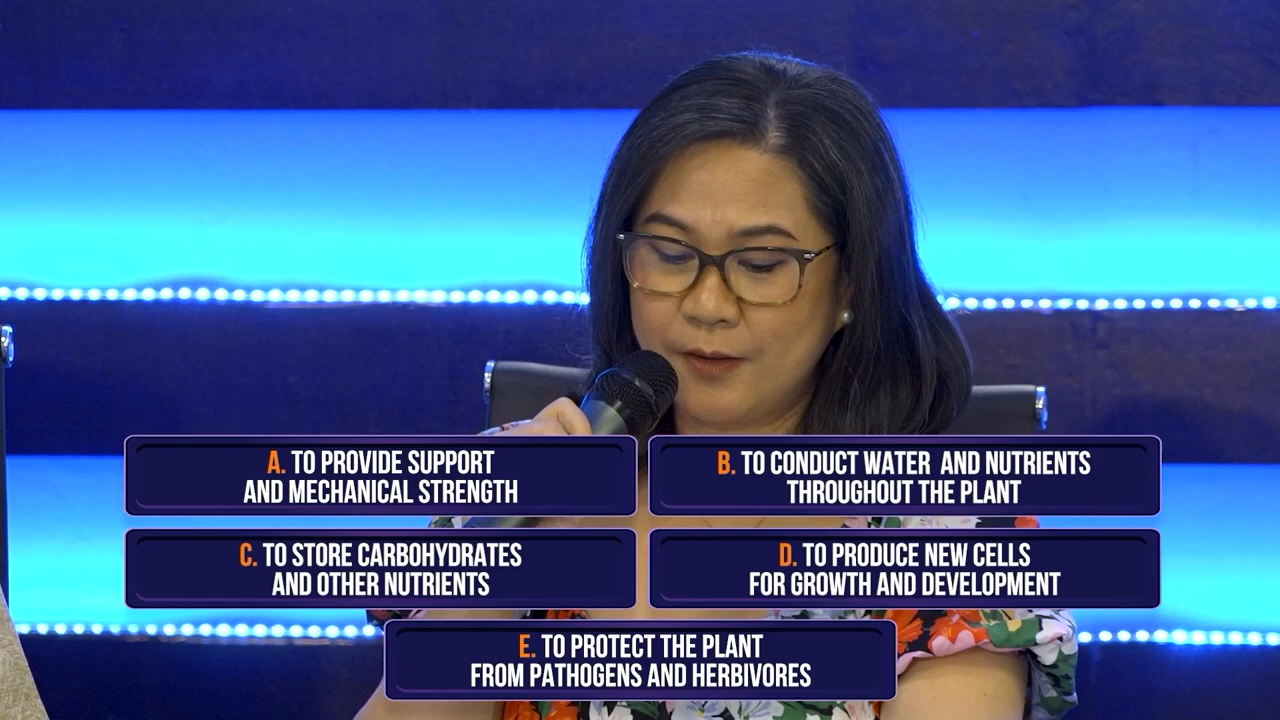 A. TO PROVIDE SUPPORT
AND MECHANICAL STRENGTH
B. TO CONDUCT WATER AND NUTRIENTS
THROUGHOUT THE PLANT
C. TO STORE CARBOHYDRATES
AND OTHER NUTRIENTS
D. TO PRODUCE NEW CELLS
FOR GROWTH AND DEVELOPMENT
E. TO PROTECT THE PLANT
FROM PATHOGENS AND HERBIVORES